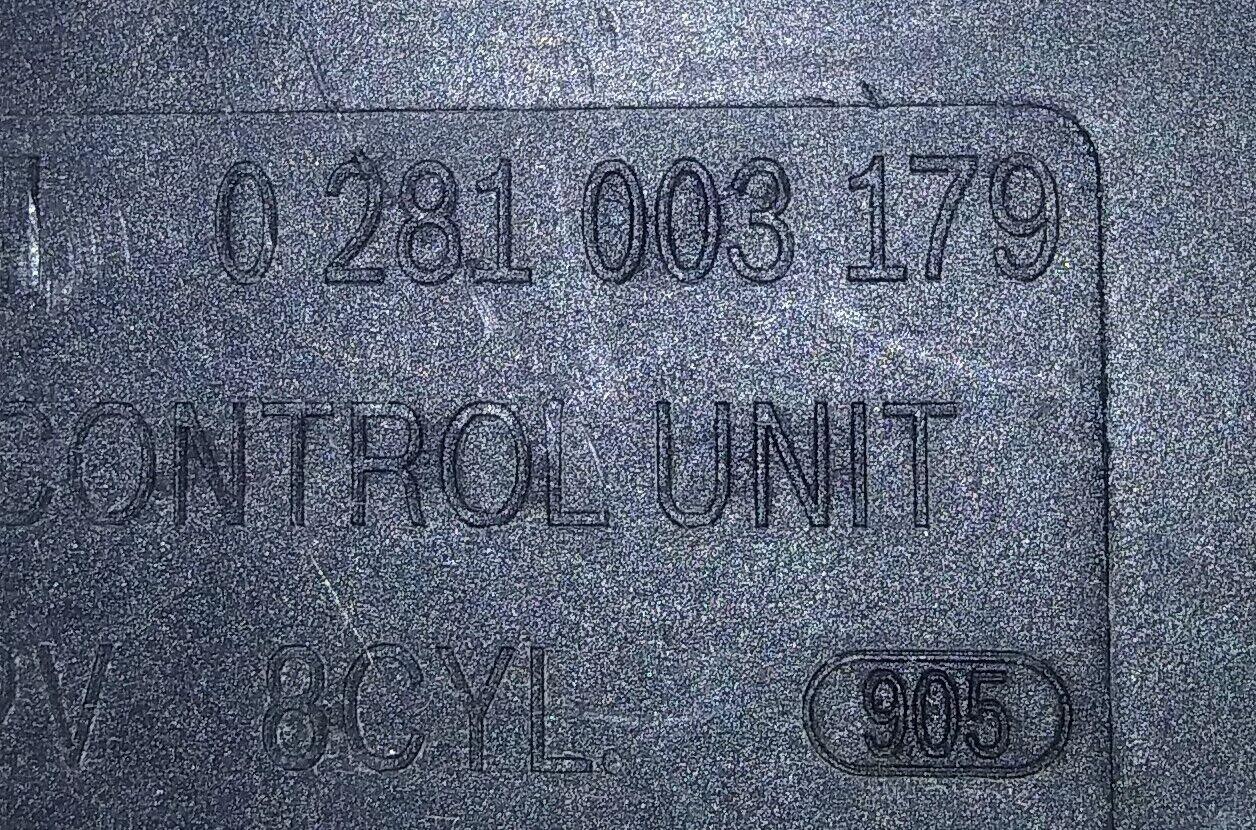 0 281 003 179
CONTROL UNIT
V 8CYL. 905